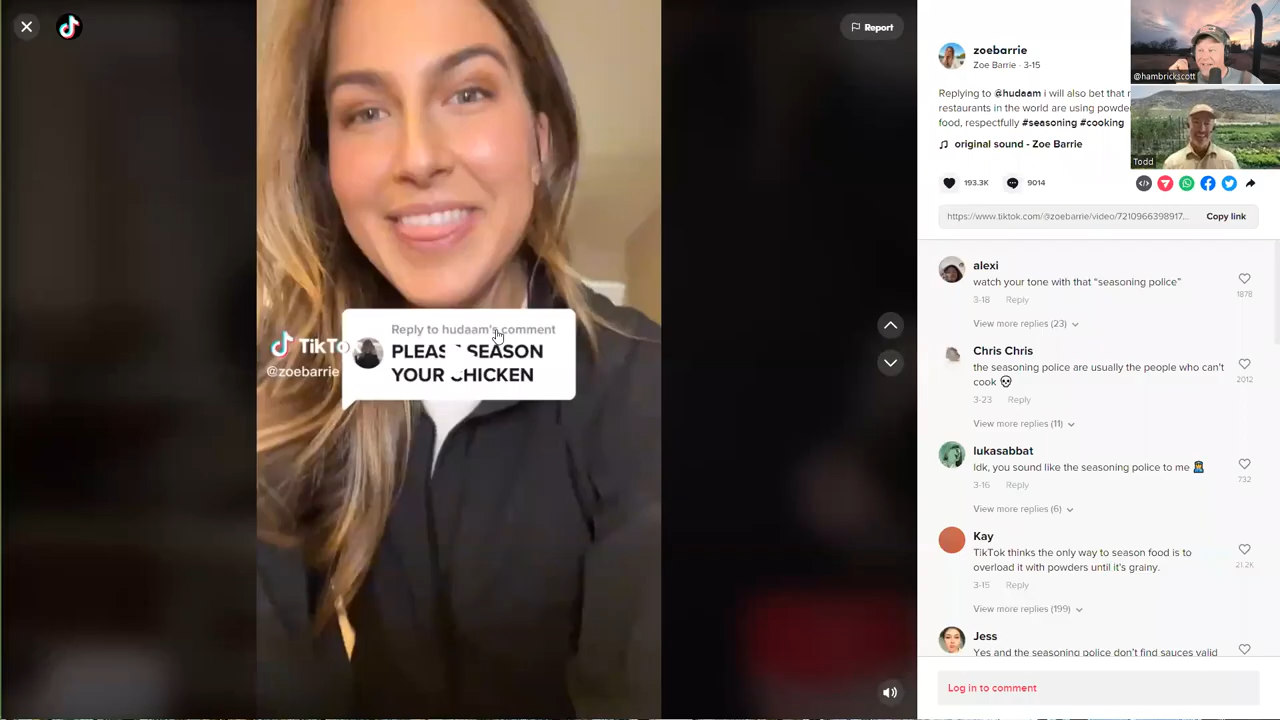 Report
Reply to hudaam's comment
PLEASE SEASON
YOUR CHICKEN
TikTok
@zoebarrie
zoebarrie
Zoe Barrie · 3-15
Replying to @hudaam i will also bet that
restaurants in the world are using
food, respectfully #seasoning #cooking
original sound - Zoe Barrie
193.3K
9014
https://www.tiktok.com/@zoebarrie/video/7210966398917...
Copy link
@hambrickscott
Todd
alexi
watch your tone with that “seasoning police”
3-18 Reply
1878
View more replies (23)
Chris Chris
the seasoning police are usually the people who can't
cook 💀
3-23 Reply
2012
View more replies (11)
lukasabbat
Idk, you sound like the seasoning police to me 👮
3-16 Reply
732
View more replies (6)
Kay
TikTok thinks the only way to season food is to
overload it with powders until it's grainy.
3-15 Reply
21.2K
View more replies (199)
Jess
Yes and the seasoning police don't find sauces valid
Log in to comment